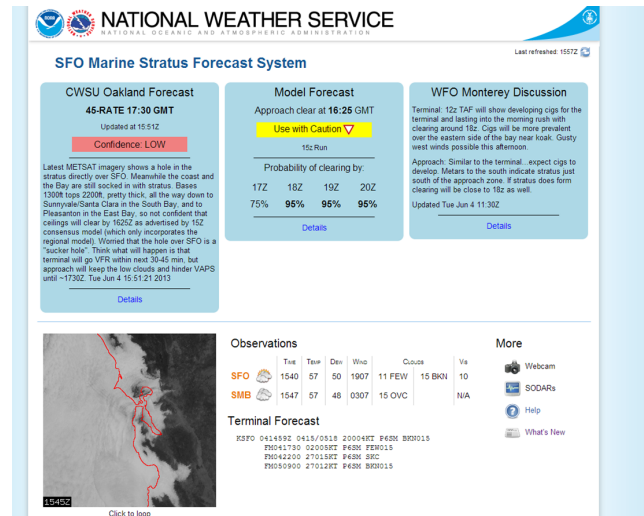 NATIONAL WEATHER SERVICE
NATIONAL OCEANIC AND ATMOSPHERIC ADMINISTRATION
Last refreshed: 1557Z
SFO Marine Stratus Forecast System
CWSU Oakland Forecast
45-RATE 17:30 GMT
Updated at 15:51Z
Confidence: LOW
Latest METSAT imagery shows a hole in the
stratus directly over SFO. Meanwhile the coast and
the Bay are still socked in with stratus. Bases
1300ft tops 2200ft, pretty thick, all the way down to
Sunnyvale/Santa Clara in the South Bay, and to
Pleasanton in the East Bay, so not confident that
ceilings will clear by 1625Z as advertised by 15Z
consensus model (which only incorporates the
regional model). Worried that the hole over SFO is a
"sucker hole". Think what will happen is that
terminal will go VFR within next 30-45 min, but
approach will keep the low clouds and hinder VAPS
until ~1730Z. Tue Jun 4 15:51:21 2013
Details
Model Forecast
Approach clear at 16:25 GMT
Use with Caution
15z Run
Probability of clearing by:
17Z 18Z 19Z 20Z
75% 95% 95% 95%
Details
WFO Monterey Discussion
Terminal: 12z TAF will show developing cigs for the
terminal and lasting into the morning rush with
clearing around 18z. Cigs will be more prevalent
over the eastern side of the bay near koak. Gusty
west winds possible this afternoon.
Approach: Similar to the terminal...expect cigs to
develop. Metars to the south indicate stratus just
south of the approach zone. If stratus does form
clearing will be close to 18z as well.
Updated Tue Jun 4 11:30Z
Details
1545Z
Click to loop
Observations
Time Temp Dew Wind Clouds Vis
SFO 1540 57 50 1907 11 FEW 15 BKN 10
SMB 1547 57 48 0307 15 OVC N/A
Terminal Forecast
KSFO 041459Z 0415/0518 20004KT P6SM BKN015
FM041730 02005KT P6SM FEW015
FM042200 27015KT P6SM SKC
FM050900 27012KT P6SM BKN015
More
Webcam
SODARs
Help
What's New